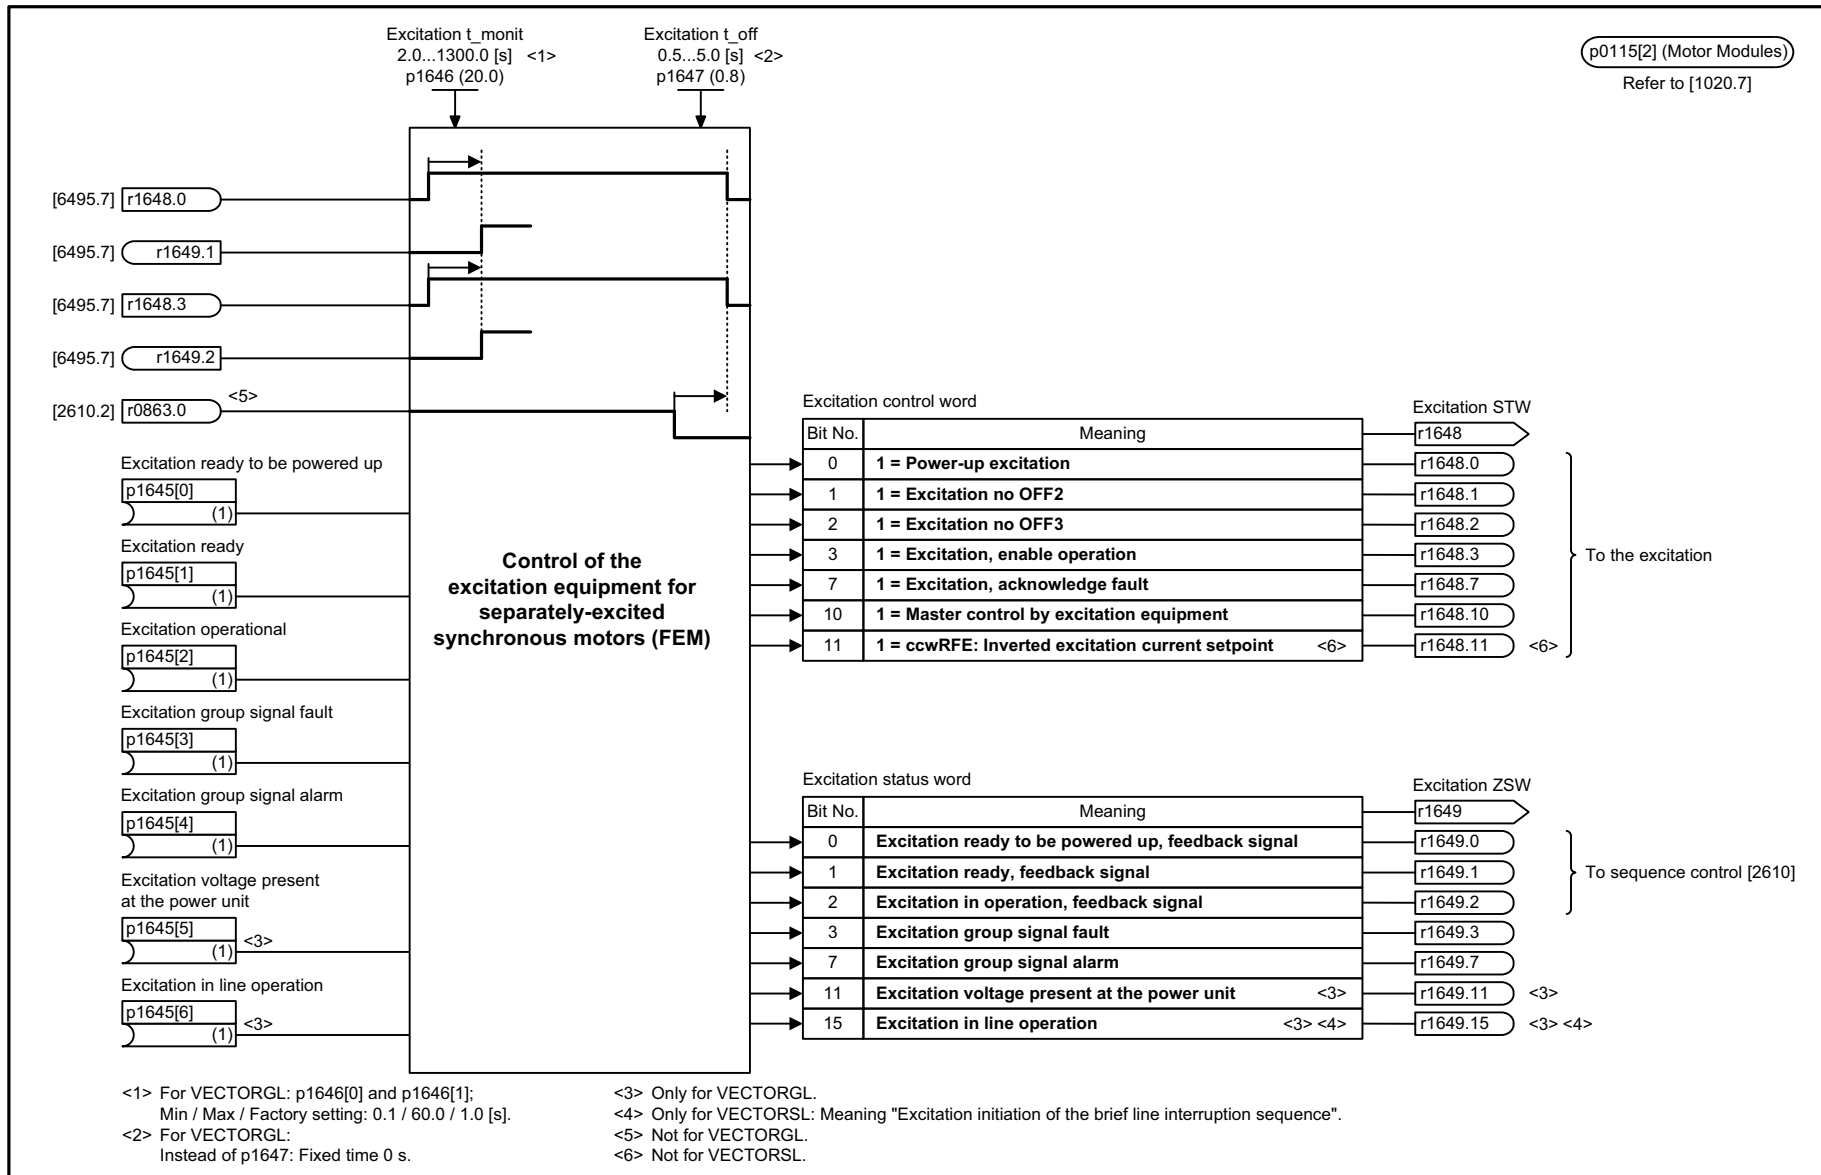 Excitation t_monit
2.0...1300.0 [s] <1>
p1646 (20.0)
Excitation t_off
0.5...5.0 [s] <2>
p1647 (0.8)
p0115[2] (Motor Modules)
Refer to [1020.7]
[6495.7] r1648.0
[6495.7] r1649.1
[6495.7] r1648.3
[6495.7] r1649.2
[2610.2] r0863.0 <5>
Excitation ready to be powered up
p1645[0]
(1)
Excitation ready
p1645[1]
(1)
Excitation operational
p1645[2]
(1)
Excitation group signal fault
p1645[3]
(1)
Excitation group signal alarm
p1645[4]
(1)
Excitation voltage present
at the power unit
p1645[5]
(1) <3>
Excitation in line operation
p1645[6]
(1) <3>
Control of the
excitation equipment for
separately-excited
synchronous motors (FEM)
Excitation control word
Excitation STW
Bit No. Meaning r1648
0 1 = Power-up excitation r1648.0
1 1 = Excitation no OFF2 r1648.1
2 1 = Excitation no OFF3 r1648.2
3 1 = Excitation, enable operation r1648.3
7 1 = Excitation, acknowledge fault r1648.7
10 1 = Master control by excitation equipment r1648.10
11 1 = ccwRFE: Inverted excitation current setpoint <6> r1648.11 <6>
To the excitation
Excitation status word
Excitation ZSW
Bit No. Meaning r1649
0 Excitation ready to be powered up, feedback signal r1649.0
1 Excitation ready, feedback signal r1649.1
2 Excitation in operation, feedback signal r1649.2
3 Excitation group signal fault r1649.3
7 Excitation group signal alarm r1649.7
11 Excitation voltage present at the power unit <3> r1649.11 <3>
15 Excitation in line operation <3> <4> r1649.15 <3> <4>
To sequence control [2610]
<1> For VECTORGL: p1646[0] and p1646[1];
Min / Max / Factory setting: 0.1 / 60.0 / 1.0 [s].
<2> For VECTORGL:
Instead of p1647: Fixed time 0 s.
<3> Only for VECTORGL.
<4> Only for VECTORSL: Meaning "Excitation initiation of the brief line interruption sequence".
<5> Not for VECTORGL.
<6> Not for VECTORSL.